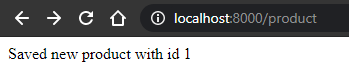 localhost:8000/product
Saved new product with id 1